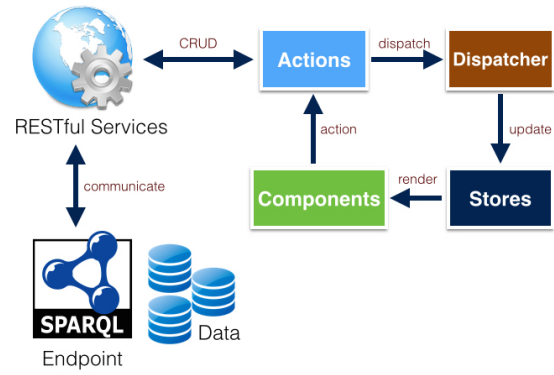 CRUD
Actions
dispatch
Dispatcher
RESTful Services
action
update
communicate
Components
render
Stores
SPARQL
Data
Endpoint